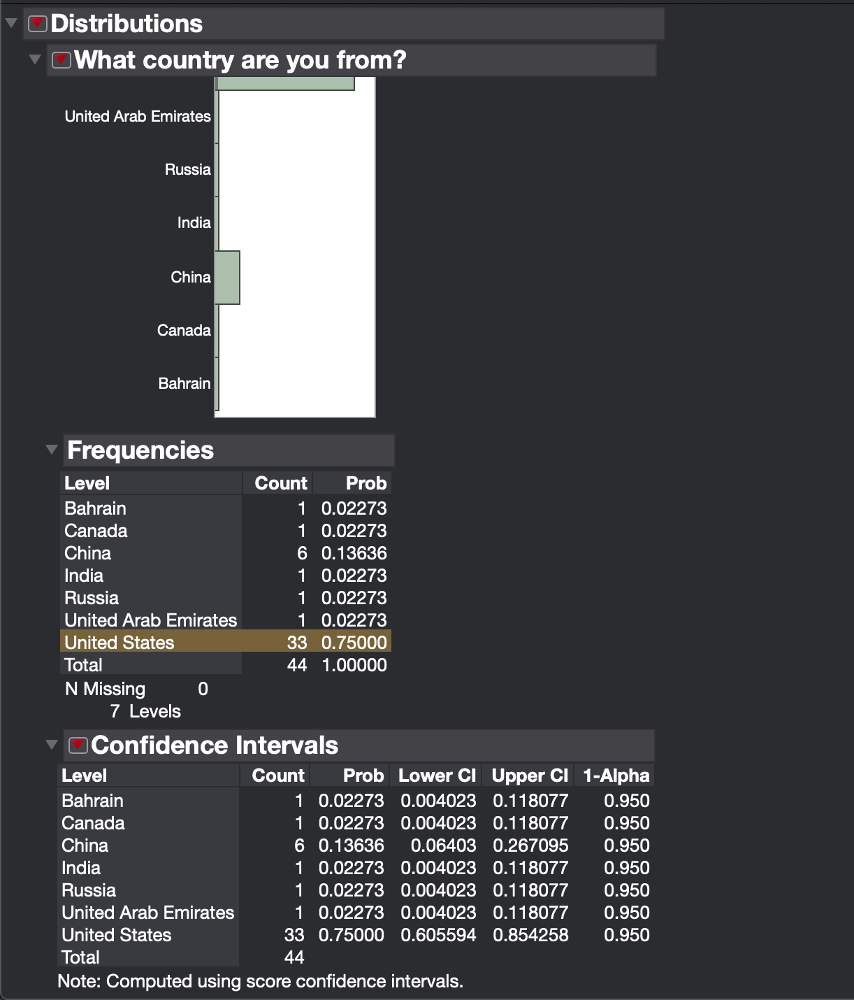 Distributions
What country are you from?
United Arab Emirates
Russia
India
China
Canada
Bahrain
Frequencies
Level Count Prob
Bahrain 1 0.02273
Canada 1 0.02273
China 6 0.13636
India 1 0.02273
Russia 1 0.02273
United Arab Emirates 1 0.02273
United States 33 0.75000
Total 44 1.00000
N Missing 0
7 Levels
Confidence Intervals
Level Count Prob Lower CI Upper CI 1-Alpha
Bahrain 1 0.02273 0.004023 0.118077 0.950
Canada 1 0.02273 0.004023 0.118077 0.950
China 6 0.13636 0.06403 0.267095 0.950
India 1 0.02273 0.004023 0.118077 0.950
Russia 1 0.02273 0.004023 0.118077 0.950
United Arab Emirates 1 0.02273 0.004023 0.118077 0.950
United States 33 0.75000 0.605594 0.854258 0.950
Total 44
Note: Computed using score confidence intervals.